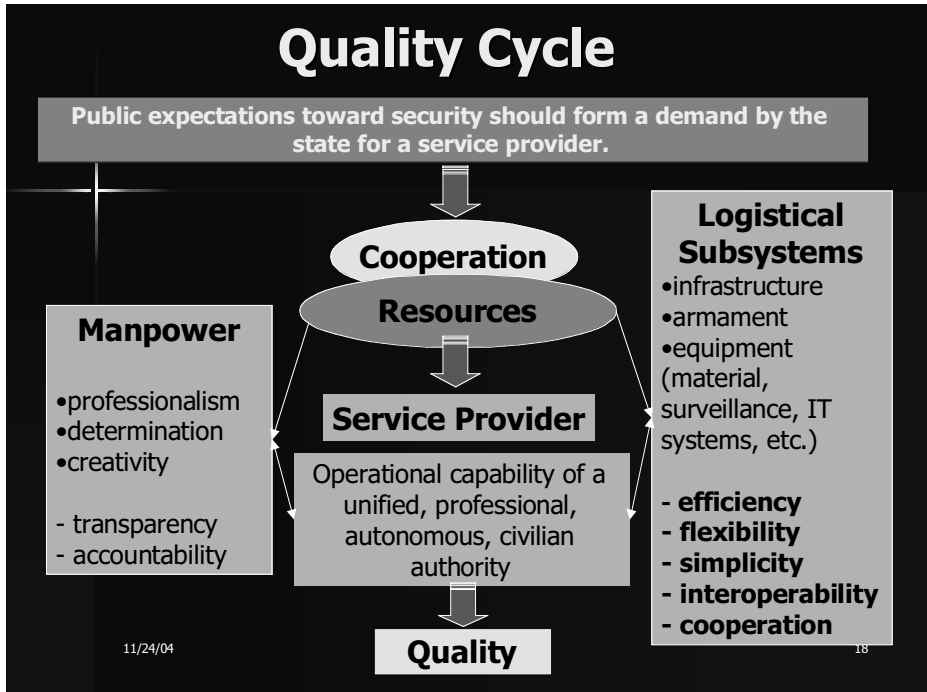 Quality Cycle
Public expectations toward security should form a demand by the
state for a service provider.
Cooperation
Resources
Manpower
•professionalism
•determination
•creativity
- transparency
- accountability
Service Provider
Operational capability of a
unified, professional,
autonomous, civilian
authority
Quality
Logistical
Subsystems
•infrastructure
•armament
•equipment
(material,
surveillance, IT
systems, etc.)
- efficiency
- flexibility
- simplicity
- interoperability
- cooperation
11/24/04
18